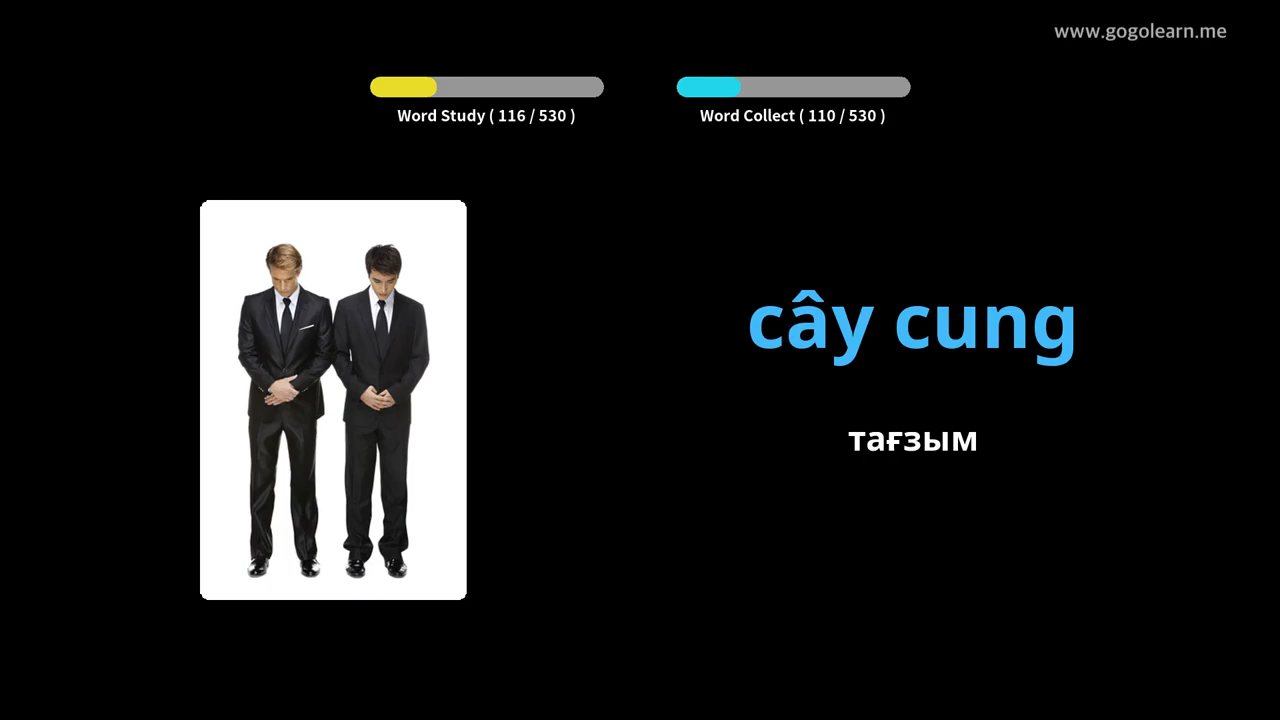 www.gogolearn.me
Word Study ( 116 / 530 )
Word Collect ( 110 / 530 )
cây cung
тағзым